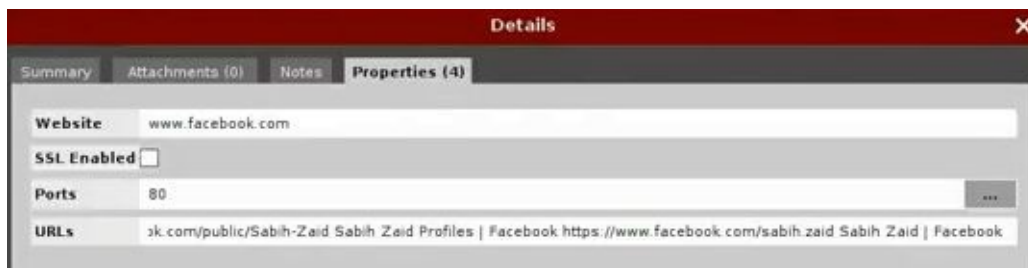 Details
Summary Attachments (0) Notes Properties (4)
Website www.facebook.com
SSL Enabled
Ports 80 ...
URLs ok.com/public/Sabih-Zaid Sabih Zaid Profiles | Facebook https://www.facebook.com/sabih.zaid Sabih Zaid | Facebook